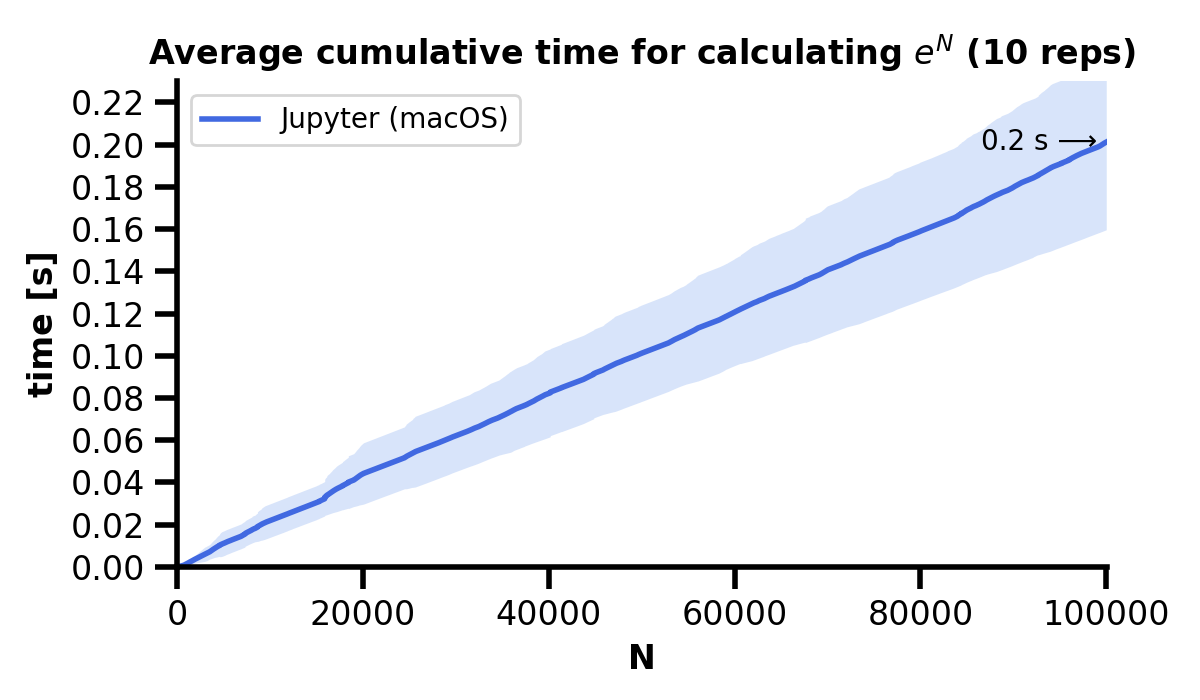 Average cumulative time for calculating $e^N$ (10 reps)
Jupyter (macOS)
0.2 s ⟶
0.22
0.20
0.18
0.16
0.14
0.12
0.10
0.08
0.06
0.04
0.02
0.00
time [s]
0 20000 40000 60000 80000 100000
N